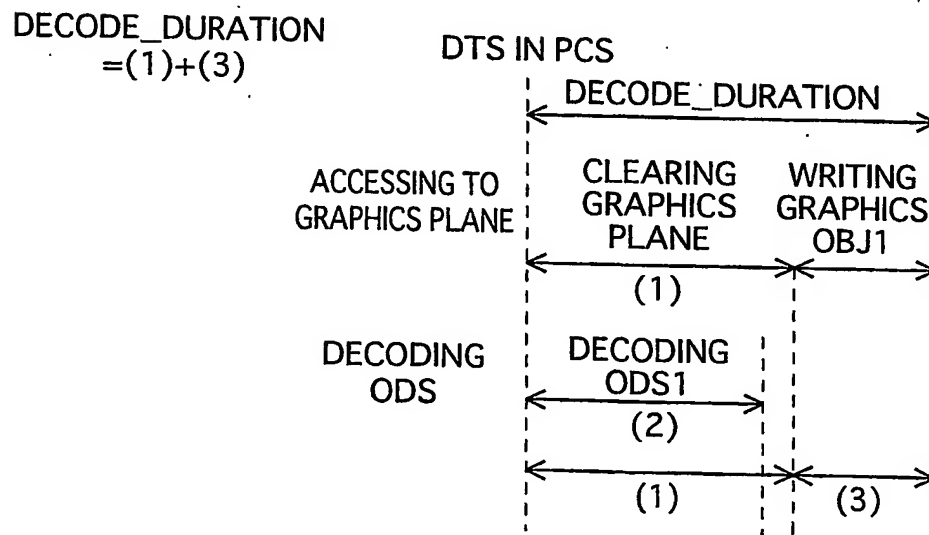 DECODE_DURATION
=(1)+(3)
DTS IN PCS
DECODE_DURATION
ACCESSING TO
GRAPHICS PLANE
CLEARING
GRAPHICS
PLANE
WRITING
GRAPHICS
OBJ1
(1)
DECODING
ODS
DECODING
ODS1
(2)
(1)
(3)